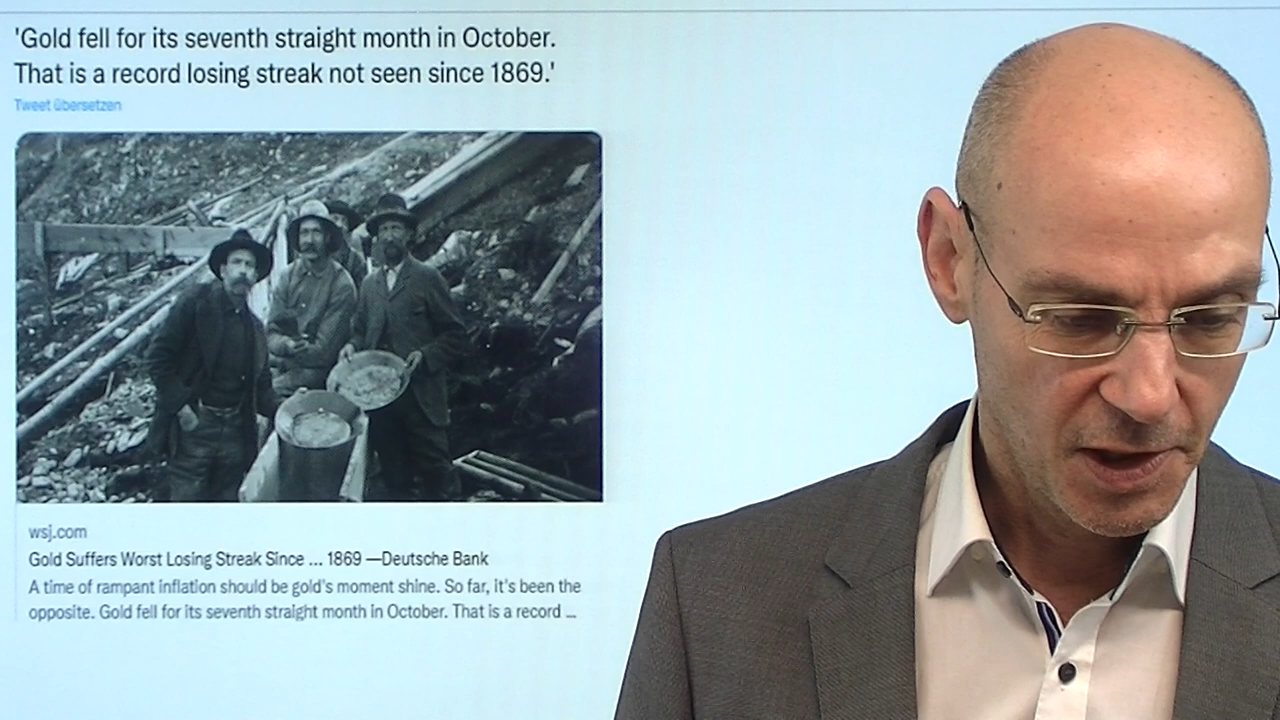 'Gold fell for its seventh straight month in October.
That is a record losing streak not seen since 1869.'
Tweet übersetzen
wsj.com
Gold Suffers Worst Losing Streak Since ... 1869 —Deutsche Bank
A time of rampant inflation should be gold's moment shine. So far, it's been the
opposite. Gold fell for its seventh straight month in October. That is a record ...